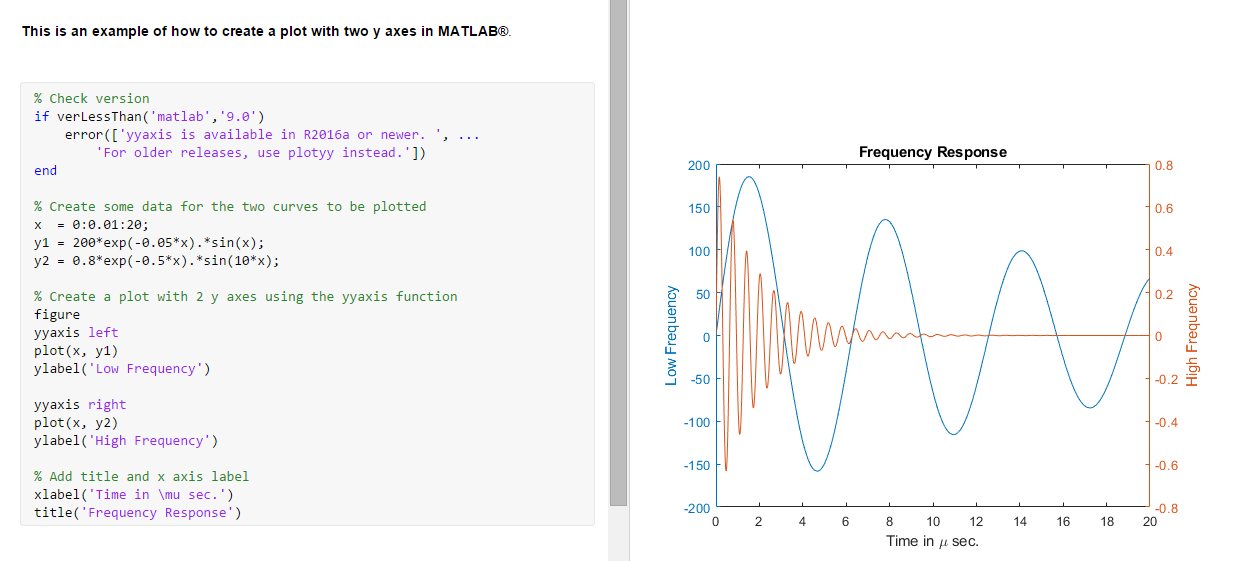 This is an example of how to create a plot with two y axes in MATLAB®.
% Check version
if verLessThan('matlab','9.0')
    error(['yyaxis is available in R2016a or newer. ', ...
        'For older releases, use plotyy instead.'])
end
% Create some data for the two curves to be plotted
x  = 0:0.01:20;
y1 = 200*exp(-0.05*x).*sin(x);
y2 = 0.8*exp(-0.5*x).*sin(10*x);
% Create a plot with 2 y axes using the yyaxis function
figure
yyaxis left
plot(x, y1)
ylabel('Low Frequency')
yyaxis right
plot(x, y2)
ylabel('High Frequency')
% Add title and x axis label
xlabel('Time in \mu sec.')
title('Frequency Response')
Frequency Response
Low Frequency
200
150
100
50
0
-50
-100
-150
-200
0.8
0.6
0.4
0.2
0
-0.2
-0.4
-0.6
-0.8
High Frequency
0 2 4 6 8 10 12 14 16 18 20
Time in μ sec.